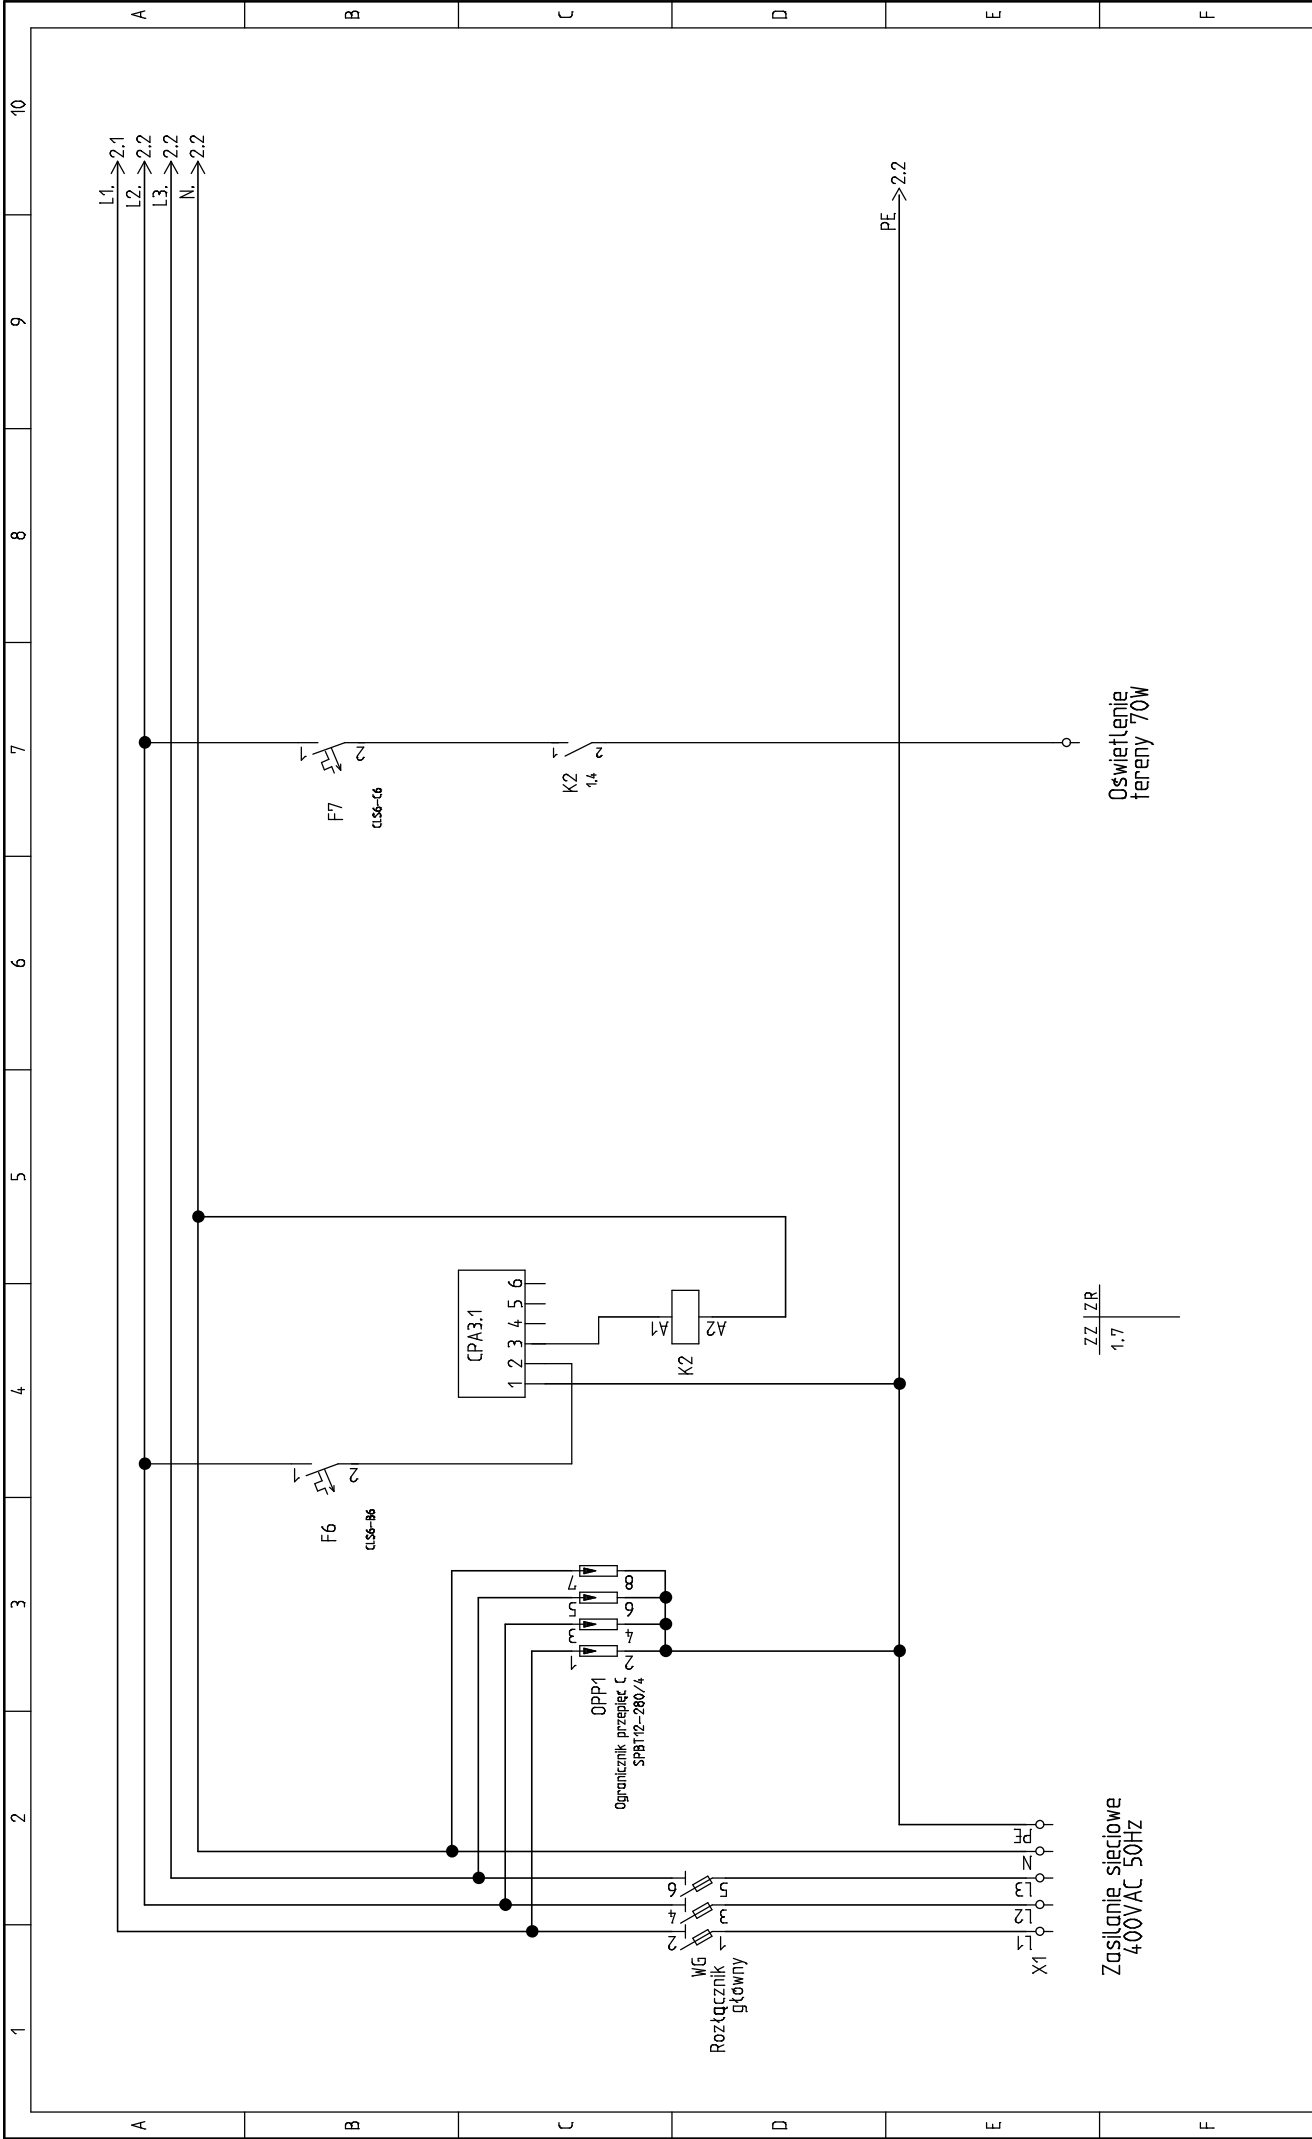 1 2 3 4 5 6 7 8 9 10
A
B
C
D
E
F
A
B
C
D
E
F
L1. 2.1
L2. 2.2
L3. 2.2
N. 2.2
PE 2.2
F6
CLS6-B6
1
2
F7
CLS6-C6
1
2
CPA3.1
1 2 3 4 5 6
K2
A1
A2
K2
1.4
1
2
OPP1
Ogranicznik przepięć C
SPBT12-280/4
1 3 5 7
2 4 6 8
WG
Rozłącznik
główny
2 4 6
1 3 5
X1
L1 L2 L3 N PE
Zasilanie sieciowe
400VAC 50Hz
ZZ ZR
1.7
Oświetlenie
tereny 70W